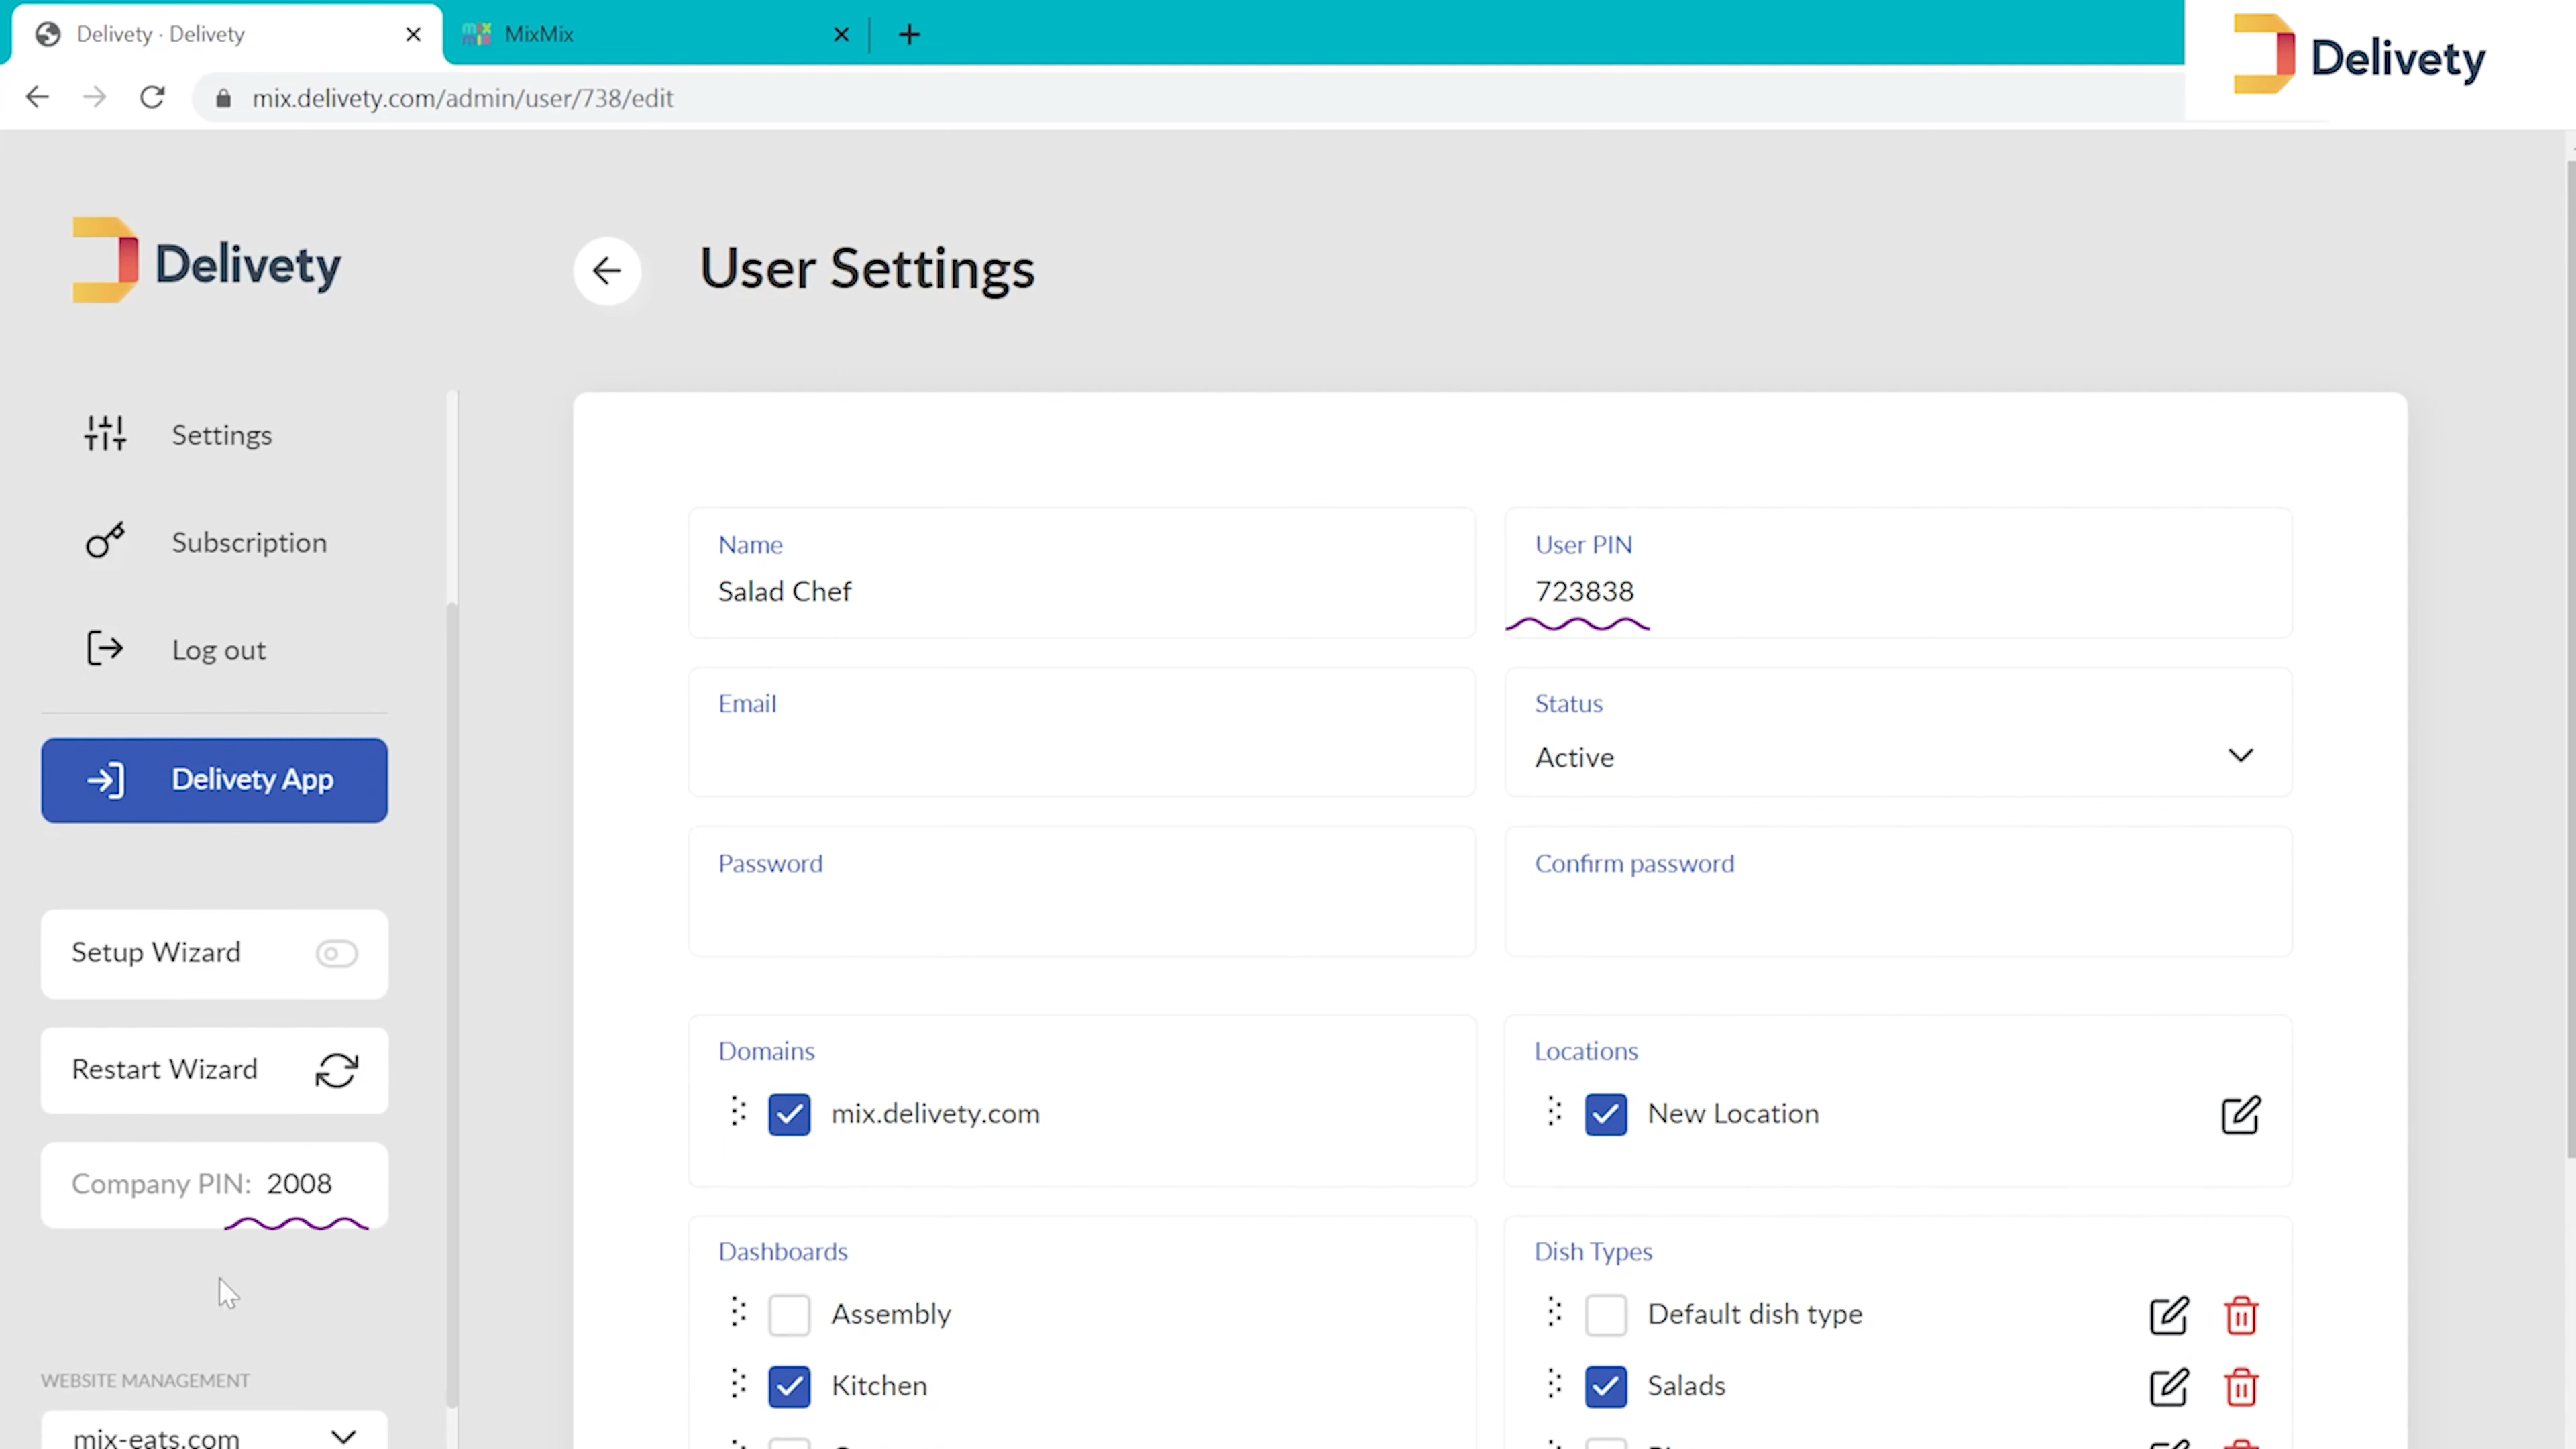 Delivety · Delivety
MixMix
Delivety
mix.delivety.com/admin/user/738/edit
Delivety
User Settings
Settings
Subscription
Log out
Delivety App
Setup Wizard
Restart Wizard
Company PIN: 2008
WEBSITE MANAGEMENT
mix-eats.com
Name
Salad Chef
User PIN
723838
Email
Status
Active
Password
Confirm password
Domains
mix.delivety.com
Locations
New Location
Dashboards
Assembly
Kitchen
Dish Types
Default dish type
Salads